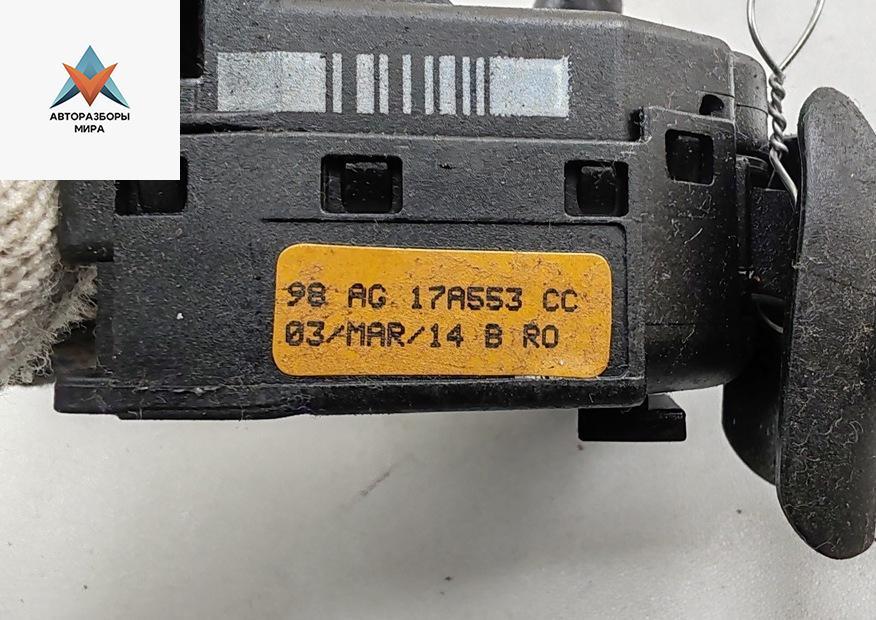 АВТОРАЗБОРЫ
МИРА
98 AG 17A553 CC
03/MAR/14 B RO